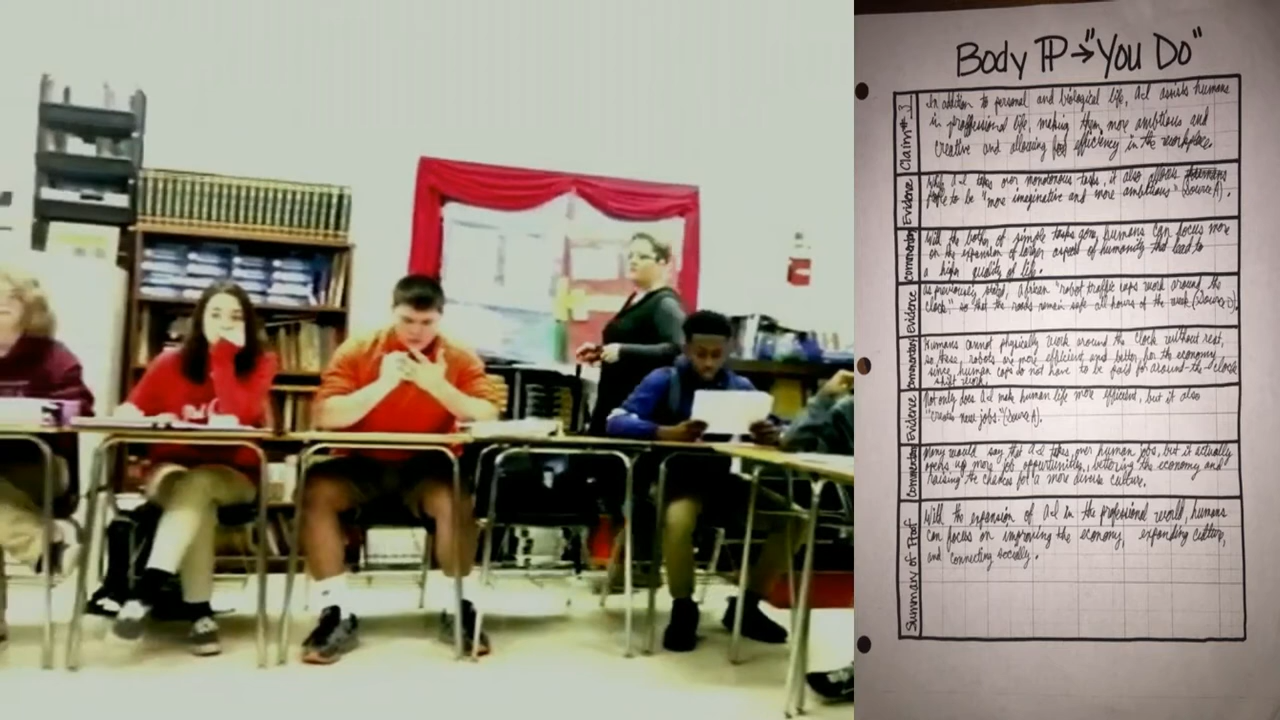 Body TP → "You Do"
Claim # 3
In addition to personal and biological life, A.I assists humans
in proffesional life, making them more ambitious and
creative and allowing for efficiency in the workplace.
Evidence
While A.I takes over monotonous tasks, it also allows humans
people to be "more imaginative and more ambitious" (Source A).
Commentary
With the bother of simple tasks gone, humans can focus more
on the expansion of other aspects of humanity that lead to
a high quality of life.
Evidence
as previously stated, african "robot traffic cops work around the
clock" so that the roads remain safe all hours of the week (Source D).
Commentary
Humans cannot physically work around the clock without rest,
so these robots are more efficient and better for the economy
since human cops do not have to be paid for around-the-clock
shift work.
Evidence
Not only does A.I make human life more efficient, but it also
"creates new jobs." (Source A).
Commentary
Many would say that A.I takes over human jobs, but it actually
opens up more job opportunities, bettering the economy and
raising the chances for a more diverse culture.
Summary of Proof
With the expansion of A.I in the professional world, humans
can focus on improving the economy, expanding culture,
and connecting socially.